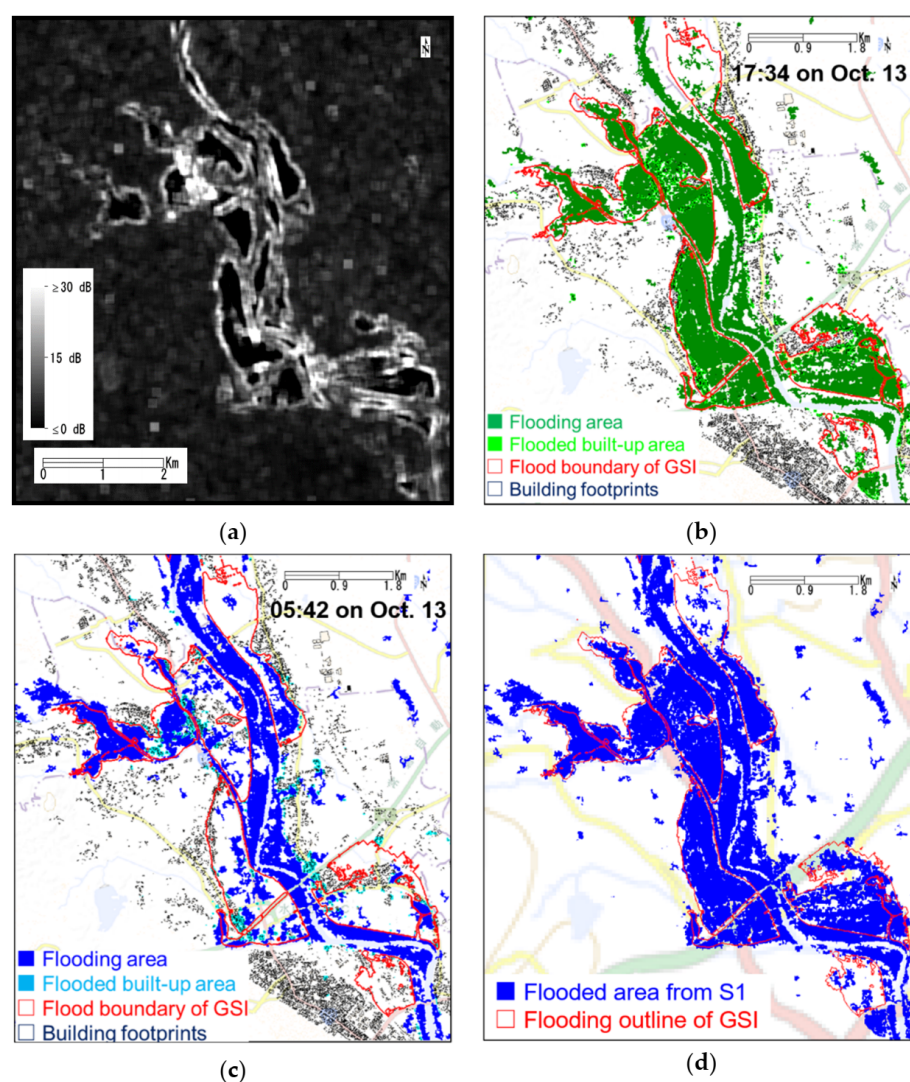 N
≥30 dB
15 dB
≤0 dB
Km
0 1 2
(a)
Km
0 0.9 1.8
N
17:34 on Oct. 13
Flooding area
Flooded built-up area
Flood boundary of GSI
Building footprints
(b)
Km
0 0.9 1.8
N
05:42 on Oct. 13
Flooding area
Flooded built-up area
Flood boundary of GSI
Building footprints
(c)
Km
0 0.9 1.8
N
Flooded area from S1
Flooding outline of GSI
(d)